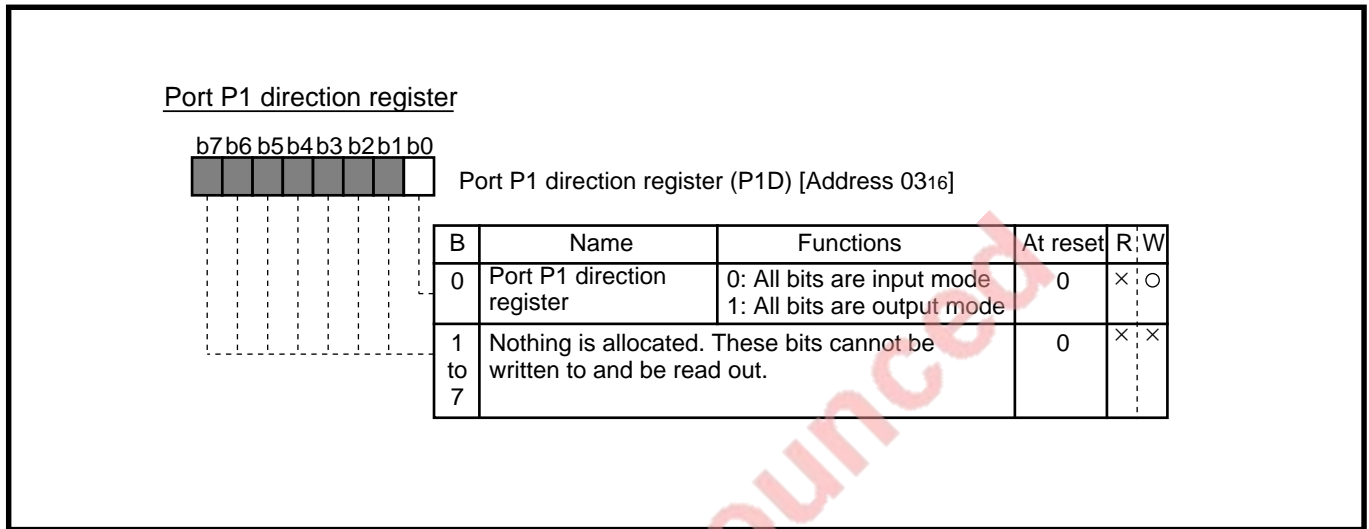 Port P1 direction register
b7 b6 b5 b4 b3 b2 b1 b0
Port P1 direction register (P1D) [Address 0316]
B Name Functions At reset R W
0 Port P1 direction register 0: All bits are input mode 0 × ○
1: All bits are output mode
1 to 7 Nothing is allocated. These bits cannot be 0 × ×
written to and be read out.
ounced